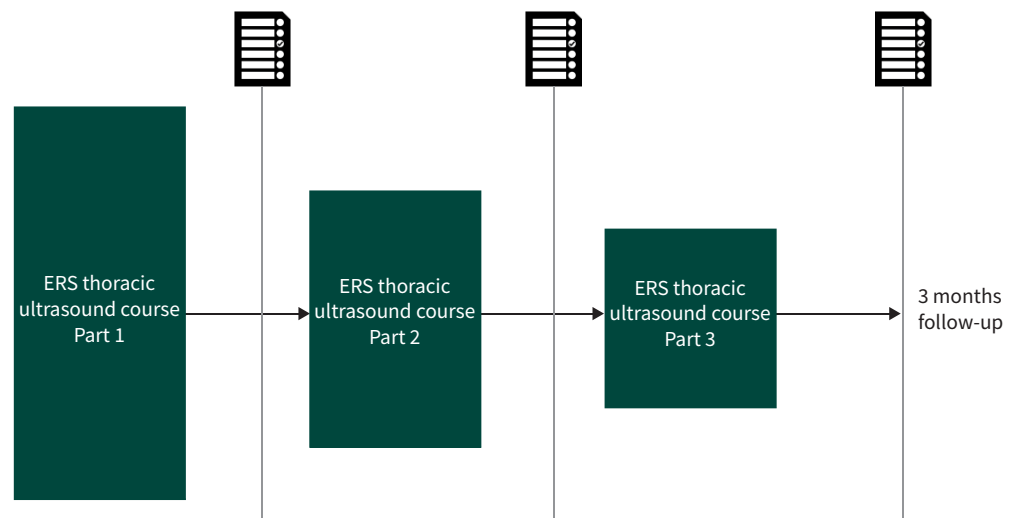 ERS thoracic
ultrasound course
Part 1
ERS thoracic
ultrasound course
Part 2
ERS thoracic
ultrasound course
Part 3
3 months
follow-up